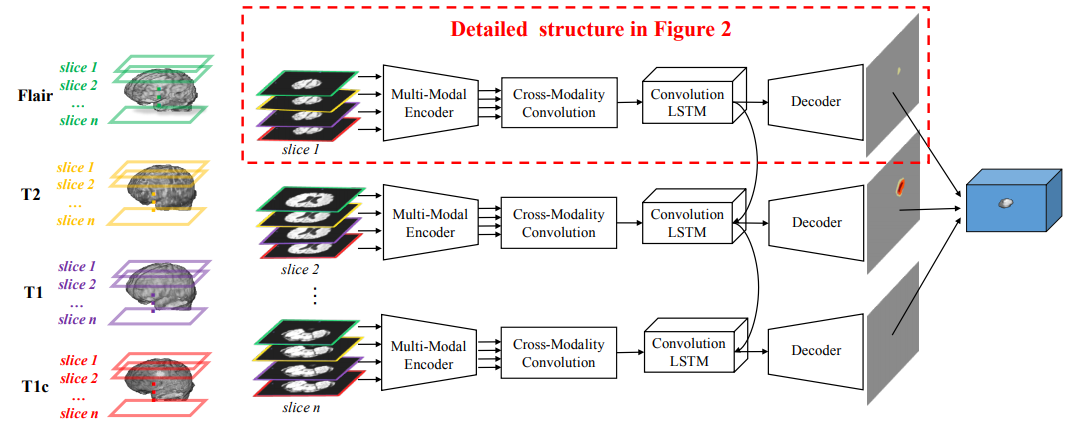 Detailed structure in Figure 2
Flair
slice 1
slice 2
...
slice n
T2
slice 1
slice 2
...
slice n
T1
slice 1
slice 2
...
slice n
T1c
slice 1
slice 2
...
slice n
slice 1
Multi-Modal
Encoder
Cross-Modality
Convolution
Convolution
LSTM
Decoder
slice 2
Multi-Modal
Encoder
Cross-Modality
Convolution
Convolution
LSTM
Decoder
⋮
slice n
Multi-Modal
Encoder
Cross-Modality
Convolution
Convolution
LSTM
Decoder